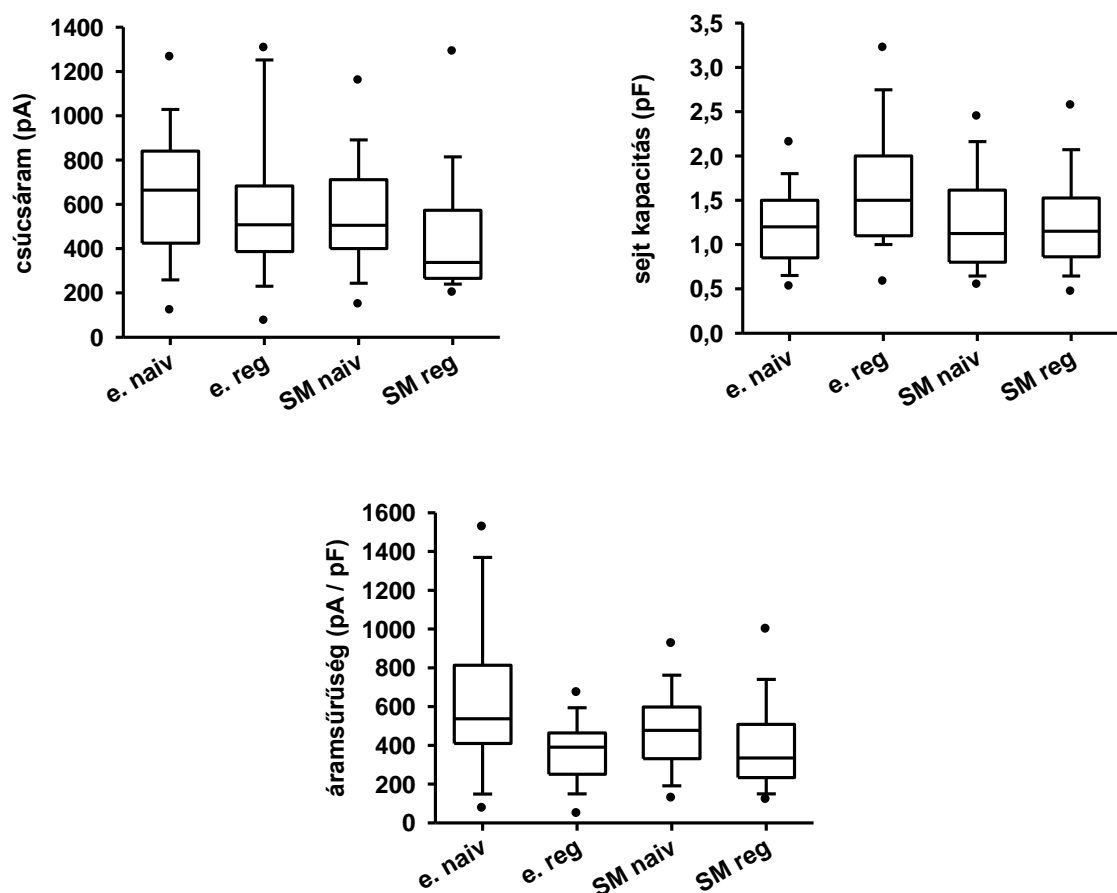 csúcsáram (pA)
1400
1200
1000
800
600
400
200
0
e. naiv
e. reg
SM naiv
SM reg
sejt kapacitás (pF)
3,5
3,0
2,5
2,0
1,5
1,0
0,5
0,0
e. naiv
e. reg
SM naiv
SM reg
áramsűrűség (pA / pF)
1600
1400
1200
1000
800
600
400
200
0
e. naiv
e. reg
SM naiv
SM reg